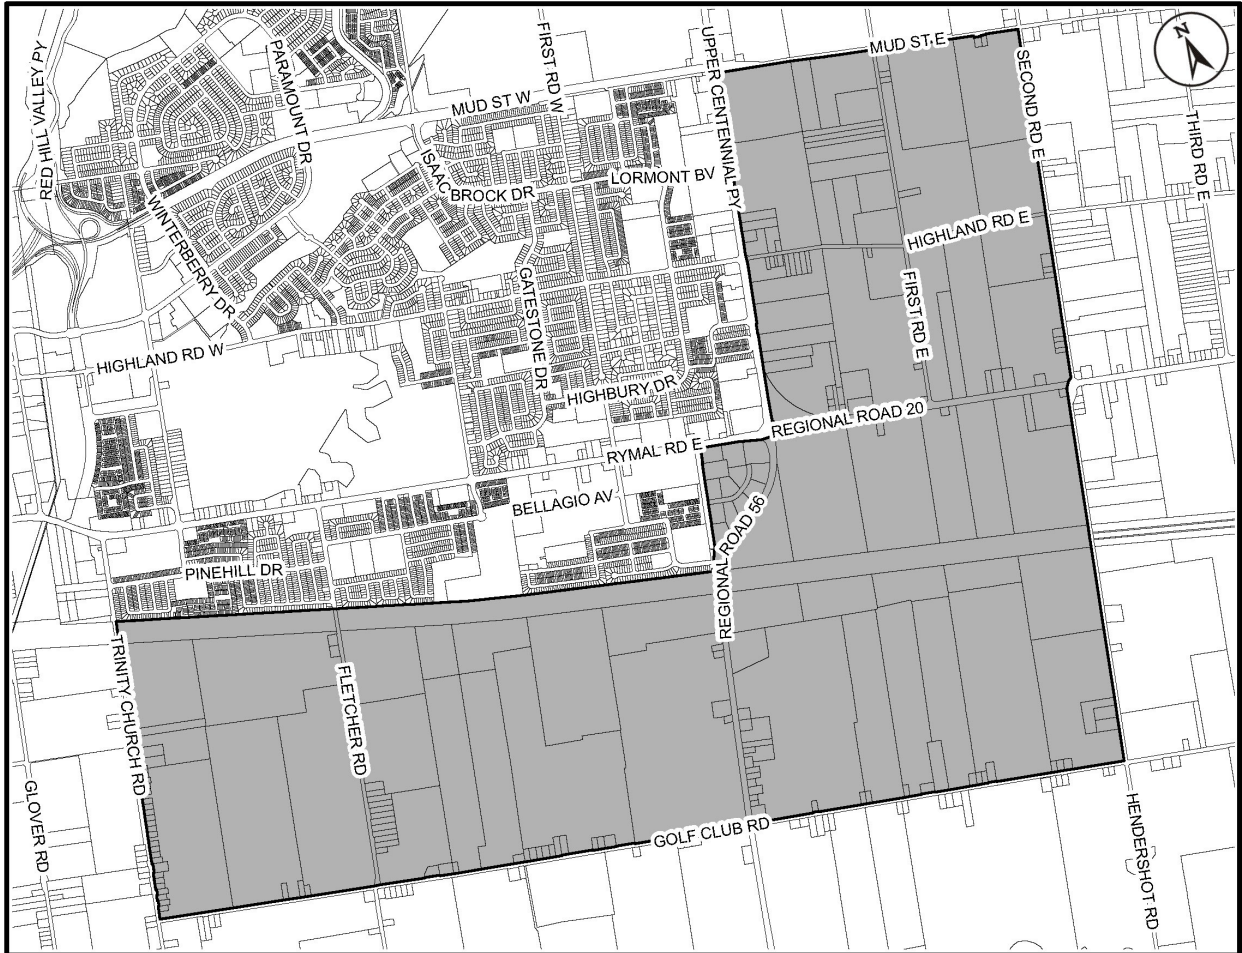 N
MUD ST E
SECOND RD E
THIRD RD E
UPPER CENTENNIAL PY
FIRST RD W
PARAMOUNT DR
RED HILL VALLEY PY
MUD ST W
ISAAC
BROCK DR
LORMONT BV
WINTERBERRY DR
HIGHLAND RD E
FIRST RD E
GATESTONE DR
HIGHLAND RD W
HIGHBURY DR
REGIONAL ROAD 20
RYMAL RD E
BELLAGIO AV
REGIONAL ROAD 56
PINEHILL DR
TRINITY CHURCH RD
FLETCHER RD
GLOVER RD
GOLF CLUB RD
HENDERSHOT RD